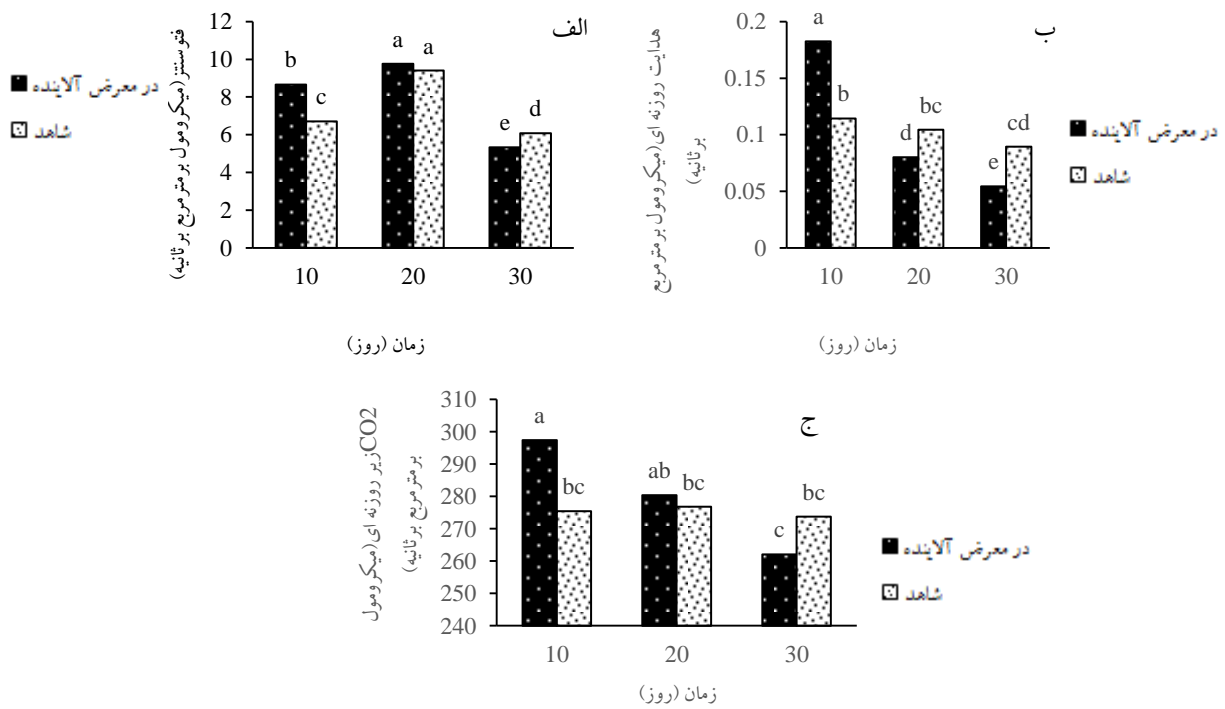 الف
فتوسنتز(میکرومول برمترمربع برثانیه)
12
10
8
6
4
2
0
b
c
a
a
e
d
10
20
30
زمان (روز)
در معرض آلاینده
شاهد
ب
هدایت روزنه ای(میکرومول برمترمربع
برثانیه)
0.2
0.15
0.1
0.05
0
a
b
d
bc
e
cd
10
20
30
زمان (روز)
در معرض آلاینده
شاهد
ج
CO2زیر روزنه ای(میکرومول
برمترمربع برثانیه)
310
300
290
280
270
260
250
240
a
bc
ab
bc
c
bc
10
20
30
زمان (روز)
در معرض آلاینده
شاهد